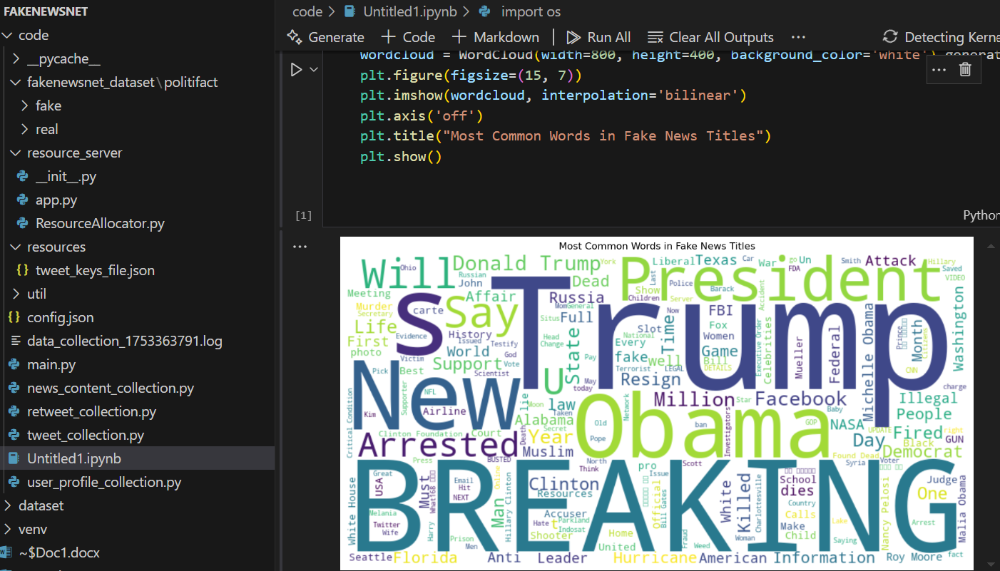 FAKENEWSNET
code
__pycache__
fakenewsnet_dataset\politifact
fake
real
resource_server
__init__.py
app.py
ResourceAllocator.py
resources
{} tweet_keys_file.json
util
{} config.json
data_collection_1753363791.log
main.py
news_content_collection.py
retweet_collection.py
tweet_collection.py
Untitled1.ipynb
user_profile_collection.py
dataset
venv
~$Doc1.docx
code > Untitled1.ipynb > import os
Generate + Code + Markdown | Run All Clear All Outputs ... Detecting Kerne
wordcloud = WordCloud(width=800, height=400, background_color='white').generat
plt.figure(figsize=(15, 7))
plt.imshow(wordcloud, interpolation='bilinear')
plt.axis('off')
plt.title("Most Common Words in Fake News Titles")
plt.show()
[1]
Python
Most Common Words in Fake News Titles
Will
Ohio
Donald Trump
York
Russian
John
Dead
President
Liberal
Texas
Car
War
go
Un
FDA
Smith
Attack
Hillary
Saved
VIDEO
Meeting
Murder
Secretary
Life
First
photo
S
carte
Evidence
Victim
Affair
Say
History
Issued
World
Support
Testify
God
Vote
Scientist
Trump
Russia
Mom
General
Situs
Full
Head
Change
State
U
Show
Children
Last
Police
Server
Barack
Accident
Slot
Every
National
fake
well
Pay
Terrorist
LEGAL
May
today
Now
Time
FBI
Fox
Women
Game
Bill
DETAILS
Resign
Executive Order
Celebrities
Mueller
Federal
Michelle Obama
Prince
Month
Citizens
CNN
Washington
charge
New
Pick
Best
NFL
Supporter
Kim
Airline
Critical Condition
Clinton Foundation
Court
lie
Moon
law
Taken
Alabama
Secret
Death
Year
Muslim
Arrested
Million
Star
Facebook
Network
Obama
Old
Pope
ban
Investigators
GOP
Baby
NASA
UPDATE
Day
Illegal
People
Fired
right
Black
GUN
Democrat
Found Dead
Syria
Voter
BREAKING
Press
BUSTED
North
Think
pro
Issue
Scott
White House
Great
USA
Must
What168
Email
Hit
NEXT
Online
Clinton
Resources
Man
Hillary Clinton
Accuser
Hate
t
Parkland
Indosat
Shooter
Home
United
Official
Bill Gates
Fraud
Weed
White
Woman
Killed
Charlottesville
School
dies
Country
Calls
Make
Child
Lake
Saying
Nancy Pelosi
Judge
One
Arrest
Malia Obama
Melania
Twitter
Wife
Harry
Prison
Men
Seattle
Florida
Anti
Leader
Hurricane
American
Information
Roy Moore
fact